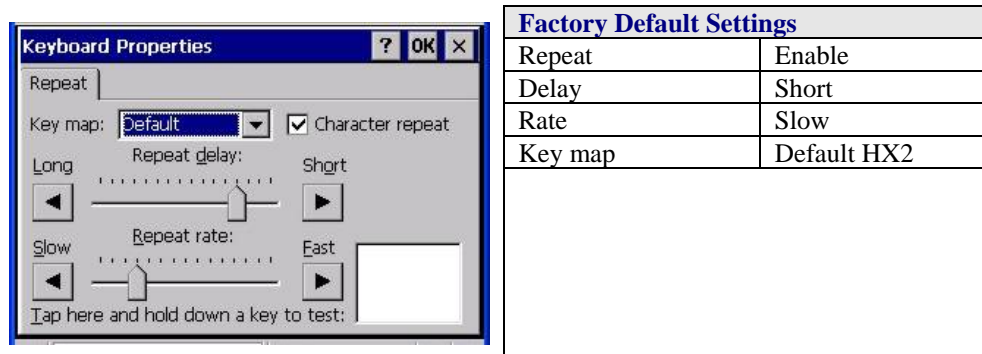 Keyboard Properties ? OK ×
Repeat
Key map: Default Character repeat
Repeat delay:
Long Short
Repeat rate:
Slow Fast
Tap here and hold down a key to test:
Factory Default Settings
Repeat Enable
Delay Short
Rate Slow
Key map Default HX2